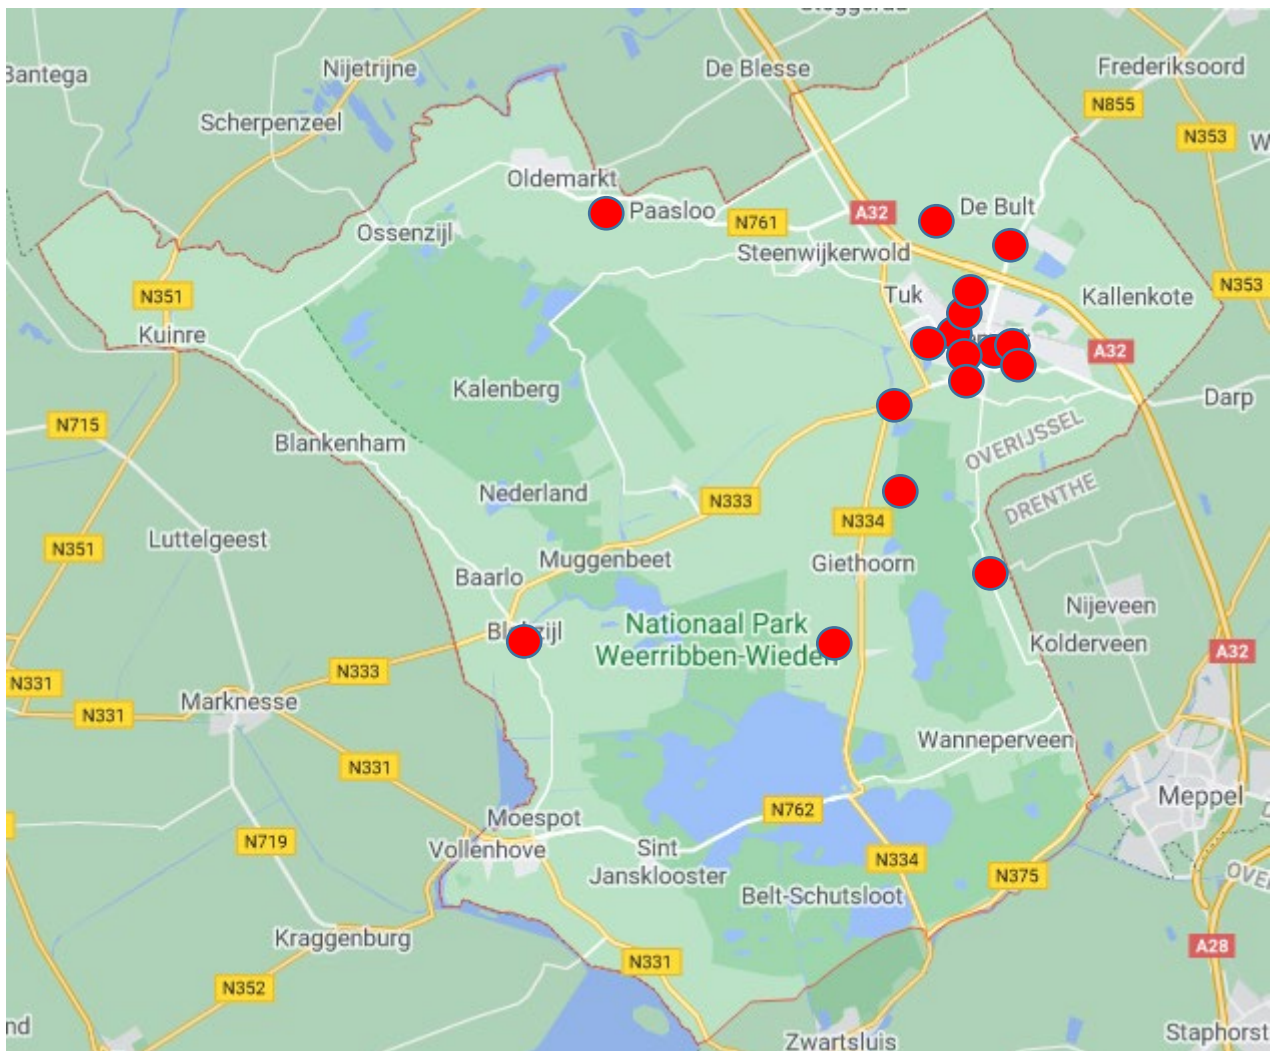 Bantega
Nijetrijne
De Blesse
Frederiksoord
N855
Scherpenzeel
N353
W
Oldemarkt
Paasloo
N761
A32
De Bult
Ossenzijl
Steenwijkerwold
N351
Tuk
Kallenkote
N353
Kuinre
A32
Kalenberg
Darp
N715
Blankenham
OVERIJSSEL
Nederland
N333
DRENTHE
N334
Luttelgeest
N351
Muggenbeet
Giethoorn
Baarlo
Nijeveen
Nationaal Park
Weerribben-Wieden
Kolderveen
A32
N333
N331
Marknesse
N331
Wanneperveen
N331
Meppel
Moespot
N762
N719
Vollenhove
Sint
Jansklooster
N334
N375
Belt-Schutsloot
Kraggenburg
A28
N331
N352
nd
Zwartsluis
Staphorst